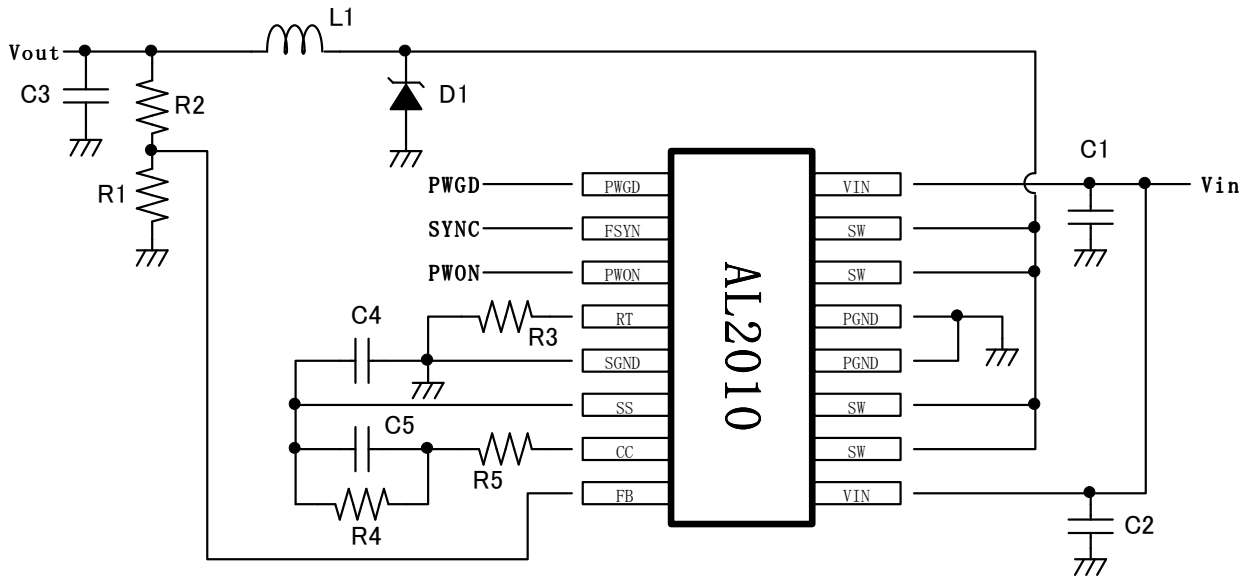 L1
Vout
C3
R2
D1
R1
C1
PWGD
PWGD
VIN
Vin
SYNC
FSYN
SW
PWON
PWON
SW
C4
R3
RT
PGND
SGND
PGND
SS
SW
C5
R5
CC
SW
R4
FB
VIN
C2
AL2010